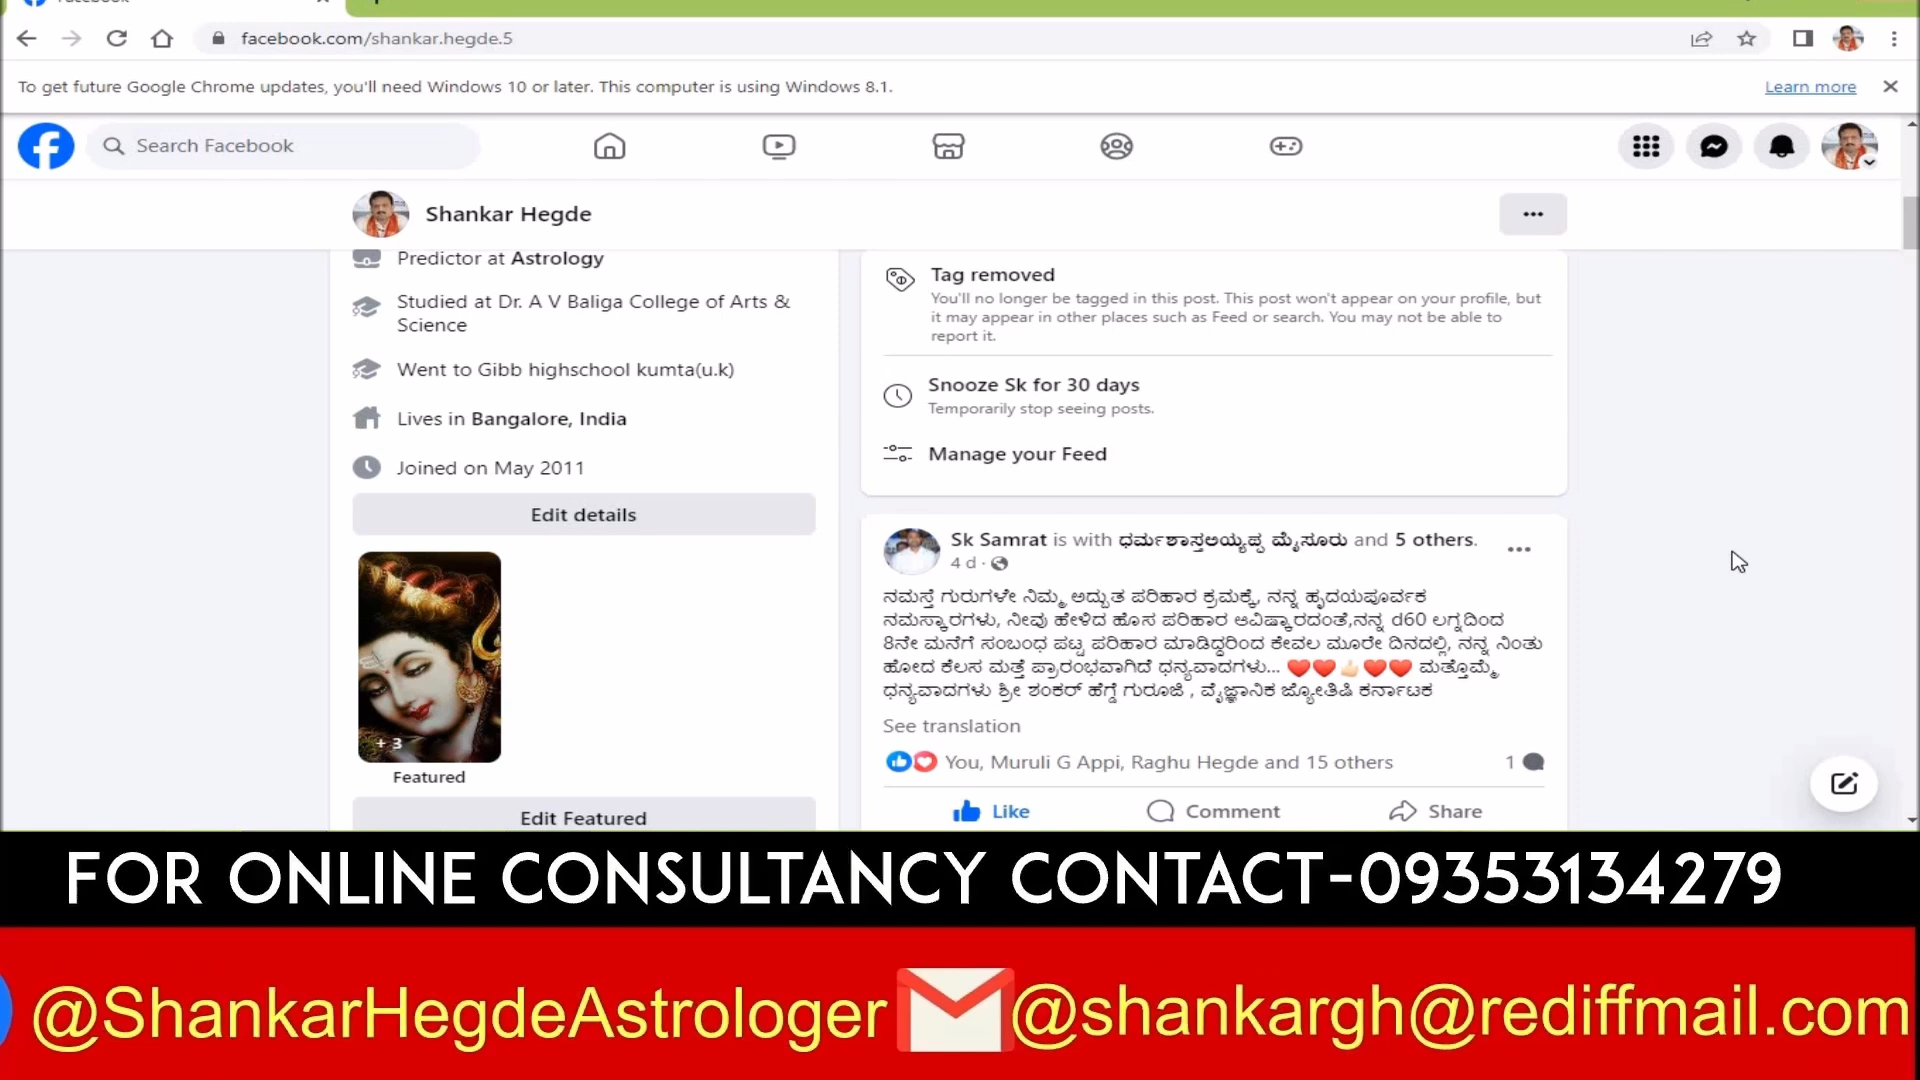 facebook.com/shankar.hegde.5
To get future Google Chrome updates, you'll need Windows 10 or later. This computer is using Windows 8.1.
Learn more
Search Facebook
Shankar Hegde
Predictor at Astrology
Studied at Dr. A V Baliga College of Arts &
Science
Went to Gibb highschool kumta(u.k)
Lives in Bangalore, India
Joined on May 2011
Edit details
+ 3
Featured
Edit Featured
Tag removed
You'll no longer be tagged in this post. This post won't appear on your profile, but
it may appear in other places such as Feed or search. You may not be able to
report it.
Snooze Sk for 30 days
Temporarily stop seeing posts.
Manage your Feed
Sk Samrat is with ಧರ್ಮಶಾಸ್ತಅಯ್ಯಪ್ಪ ಮೈಸೂರು and 5 others.
4 d
ನಮಸ್ತೆ ಗುರುಗಳೇ ನಿಮ್ಮ ಅದ್ಭುತ ಪರಿಹಾರ ಕ್ರಮಕ್ಕೆ, ನನ್ನ ಹೃದಯಪೂರ್ವಕ
ನಮಸ್ಕಾರಗಳು, ನೀವು ಹೇಳಿದ ಹೊಸ ಪರಿಹಾರ ಆವಿಷ್ಕಾರದಂತೆ,ನನ್ನ d60 ಲಗ್ನದಿಂದ
8ನೇ ಮನೆಗೆ ಸಂಬಂಧ ಪಟ್ಟ ಪರಿಹಾರ ಮಾಡಿದ್ದರಿಂದ ಕೇವಲ ಮೂರೇ ದಿನದಲ್ಲಿ, ನನ್ನ ನಿಂತು
ಹೋದ ಕೆಲಸ ಮತ್ತೆ ಪ್ರಾರಂಭವಾಗಿದೆ ಧನ್ಯವಾದಗಳು... ❤️❤️👍🏻❤️❤️ ಮತ್ತೊಮ್ಮೆ
ಧನ್ಯವಾದಗಳು ಶ್ರೀ ಶಂಕರ್ ಹೆಗ್ಡೆ ಗುರೂಜಿ , ವೈಜ್ಞಾನಿಕ ಜ್ಯೋತಿಷಿ ಕರ್ನಾಟಕ
See translation
You, Muruli G Appi, Raghu Hegde and 15 others
1
Like
Comment
Share
FOR ONLINE CONSULTANCY CONTACT-09353134279
@ShankarHegdeAstrologer
@shankargh@rediffmail.com